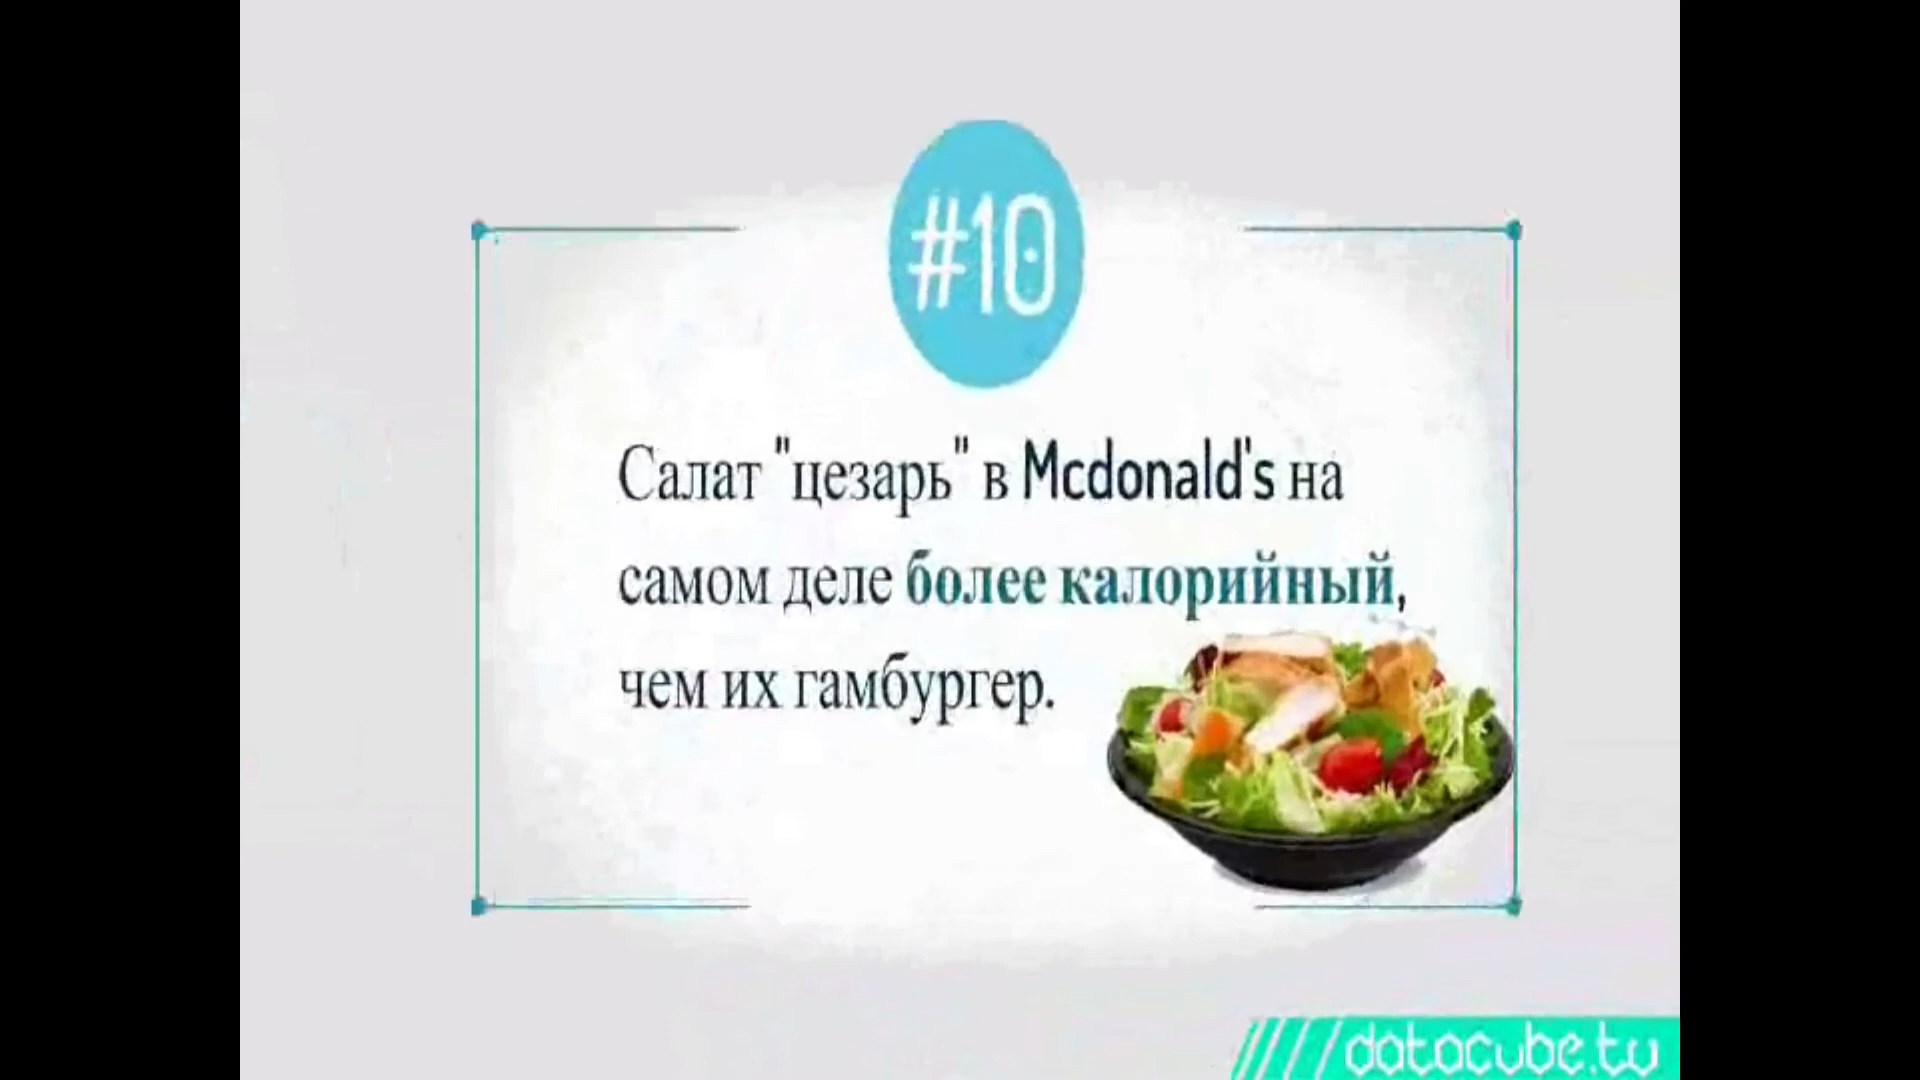 #10
Салат "цезарь" в Mcdonald's на
самом деле более калорийный,
чем их гамбургер.
datacube.tv